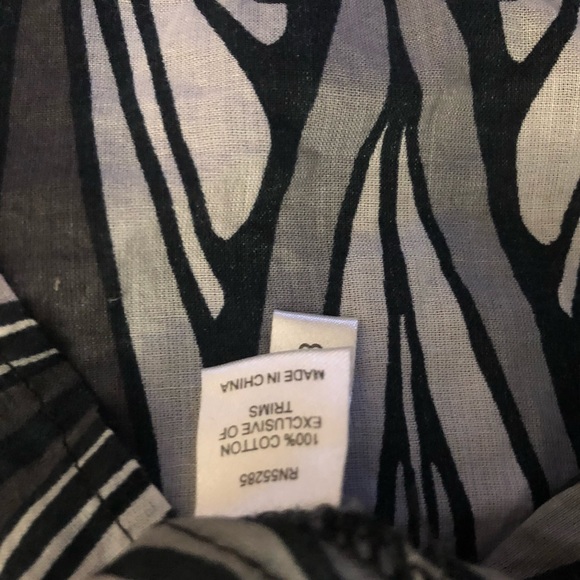 RN55285
100% COTTON
EXCLUSIVE OF
TRIMS
MADE IN CHINA